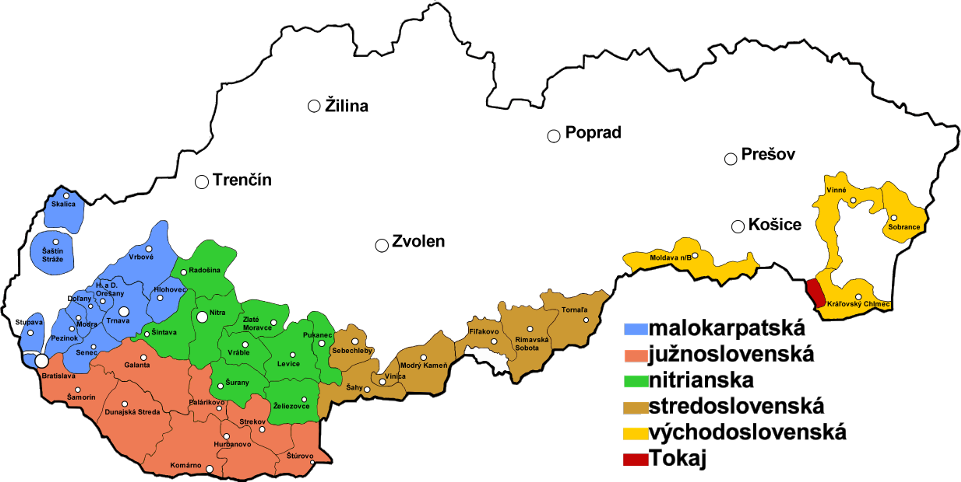 Žilina
Poprad
Prešov
Trenčín
Vinné
Skalica
Sobrance
Košice
Zvolen
Šaštín
Stráže
Vrbové
Moldava n/B
Radošina
H. a D.
Orešany
Hlohovec
Doľany
Kráľovský Chlmec
Tornaľa
Nitra
Trnava
Zlaté
Moravce
Pukanec
Stupava
Modra
Šintava
Fiľakovo
Rimavská
Sobota
malokarpatská
Pezinok
Vráble
Sebechleby
Senec
južnoslovenská
Bratislava
Galanta
Levice
Modrý Kameň
nitrianska
Vinica
Šurany
Šahy
Šamorín
stredoslovenská
Dunajská Streda
Palárikovo
Želiezovce
Strekov
východoslovenská
Hurbanovo
Štúrovo
Tokaj
Komárno